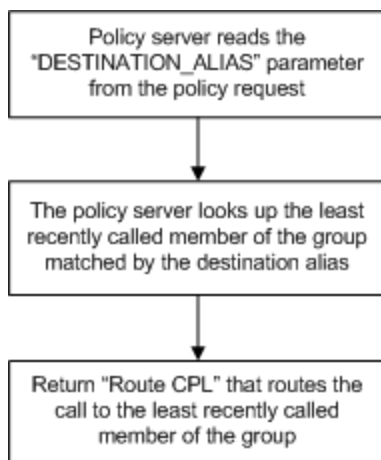 Policy server reads the
“DESTINATION_ALIAS” parameter
from the policy request
The policy server looks up the least
recently called member of the group
matched by the destination alias
Return “Route CPL” that routes the
call to the least recently called
member of the group